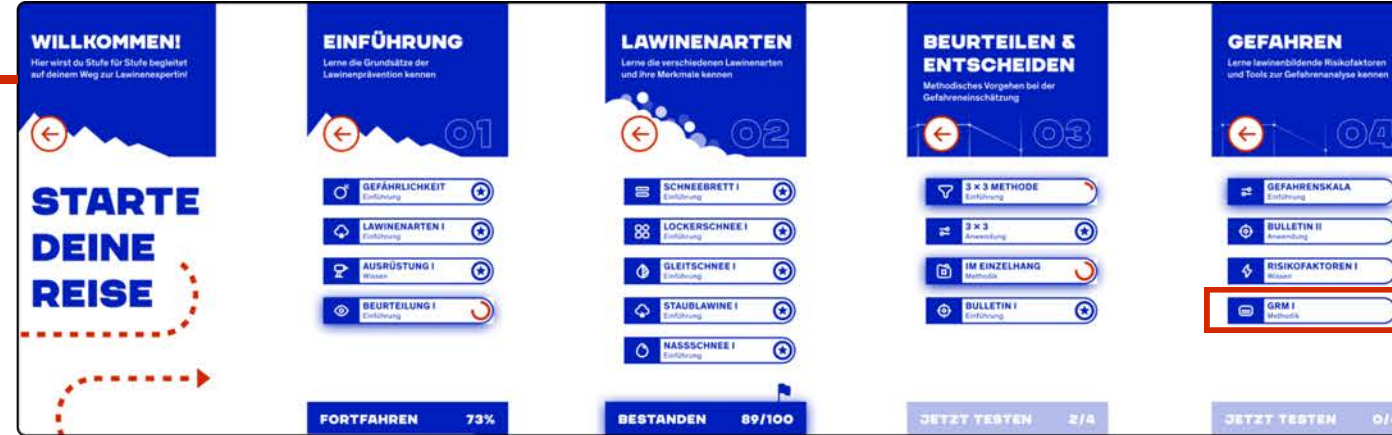 WILLKOMMEN!
Hier wirst du Stufe für Stufe begleitet
auf deinem Weg zur Lawinenexpertin!
STARTE
DEINE
REISE
EINFÜHRUNG
Lerne die Grundsätze der
Lawinenprävention kennen
01
GEFÄHRLICHKEIT
Einführung
LAWINENARTEN I
Einführung
AUSRÜSTUNG I
Wissen
BEURTEILUNG I
Einführung
FORTFAHREN 73%
LAWINENARTEN
Lerne die verschiedenen Lawinenarten
und ihre Merkmale kennen
02
SCHNEEBRETT I
Einführung
LOCKERSCHNEE I
Einführung
GLEITSCHNEE I
Einführung
STAUBLAWINE I
Einführung
NASSSCHNEE I
Einführung
BESTANDEN 89/100
BEURTEILEN &
ENTSCHEIDEN
Methodisches Vorgehen bei der
Gefahreneinschätzung
03
3 × 3 METHODE
Einführung
3 × 3
Anwendung
IM EINZELHANG
Methodik
BULLETIN I
Einführung
JETZT TESTEN 2/4
GEFAHREN
Lerne lawinenbildende Risikofaktoren
und Tools zur Gefahrenanalyse kennen
04
GEFAHRENSKALA
Einführung
BULLETIN II
Anwendung
RISIKOFAKTOREN I
Wissen
GRM I
Methodik
JETZT TESTEN 0/